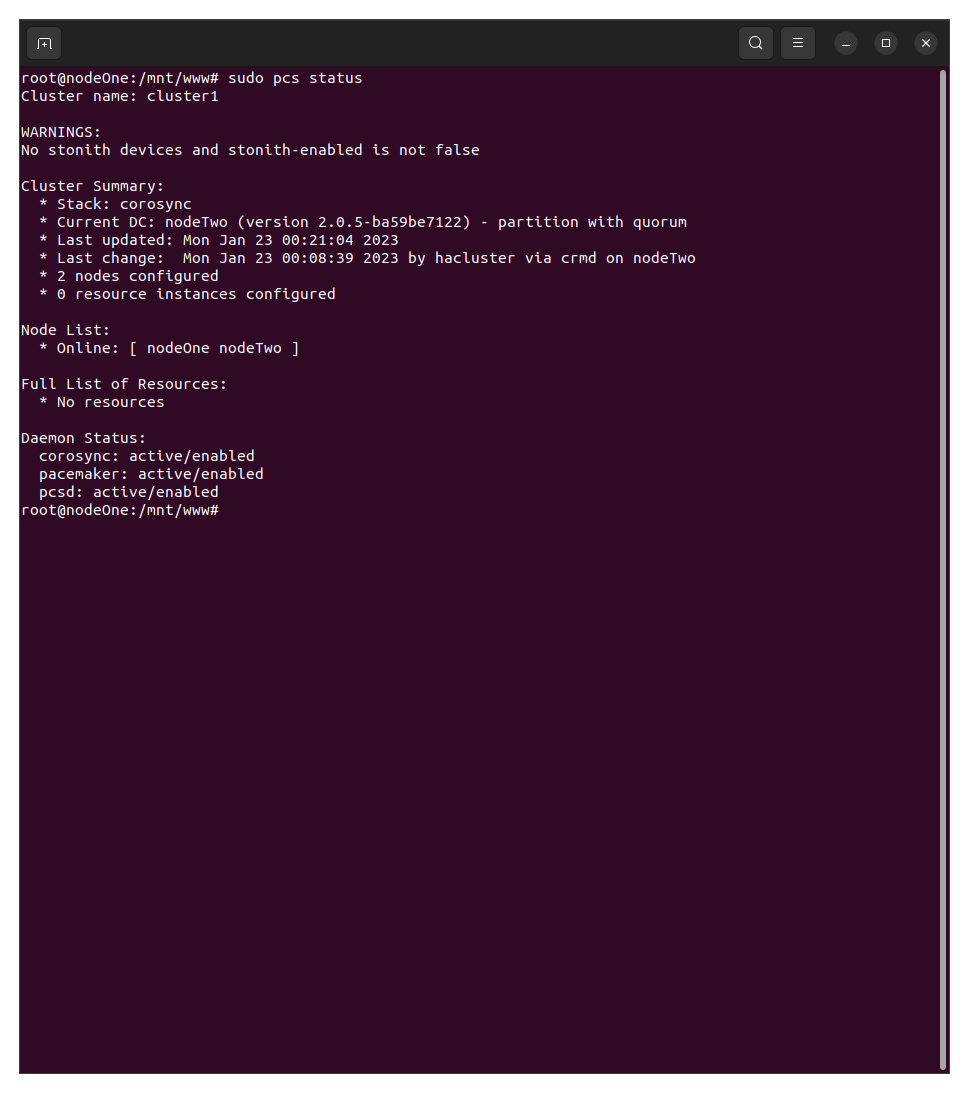 root@nodeOne:/mnt/www# sudo pcs status
Cluster name: cluster1

WARNINGS:
No stonith devices and stonith-enabled is not false

Cluster Summary:
  * Stack: corosync
  * Current DC: nodeTwo (version 2.0.5-ba59be7122) - partition with quorum
  * Last updated: Mon Jan 23 00:21:04 2023
  * Last change:  Mon Jan 23 00:08:39 2023 by hacluster via crmd on nodeTwo
  * 2 nodes configured
  * 0 resource instances configured

Node List:
  * Online: [ nodeOne nodeTwo ]

Full List of Resources:
  * No resources

Daemon Status:
  corosync: active/enabled
  pacemaker: active/enabled
  pcsd: active/enabled
root@nodeOne:/mnt/www#